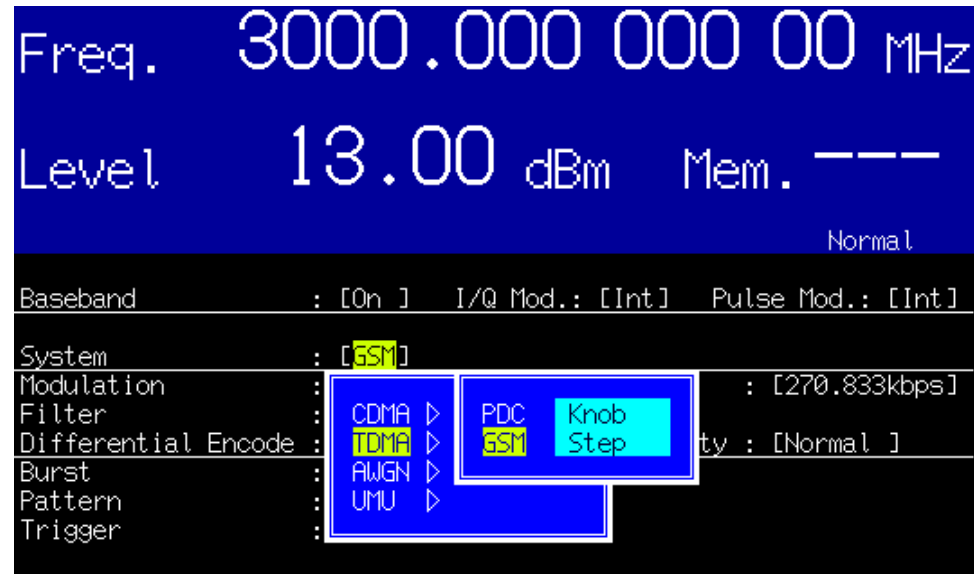 Freq. 3000.000 000 00 MHz
Level 13.00 dBm Mem.---
Normal
Baseband : [On ] I/Q Mod.: [Int] Pulse Mod.: [Int]
System : [GSM]
Modulation : : [270.833kbps]
Filter : CDMA ▷ PDC Knob
Differential Encode : TDMA ▷ GSM Step ty : [Normal ]
Burst : AWGN ▷
Pattern : UMU ▷
Trigger :